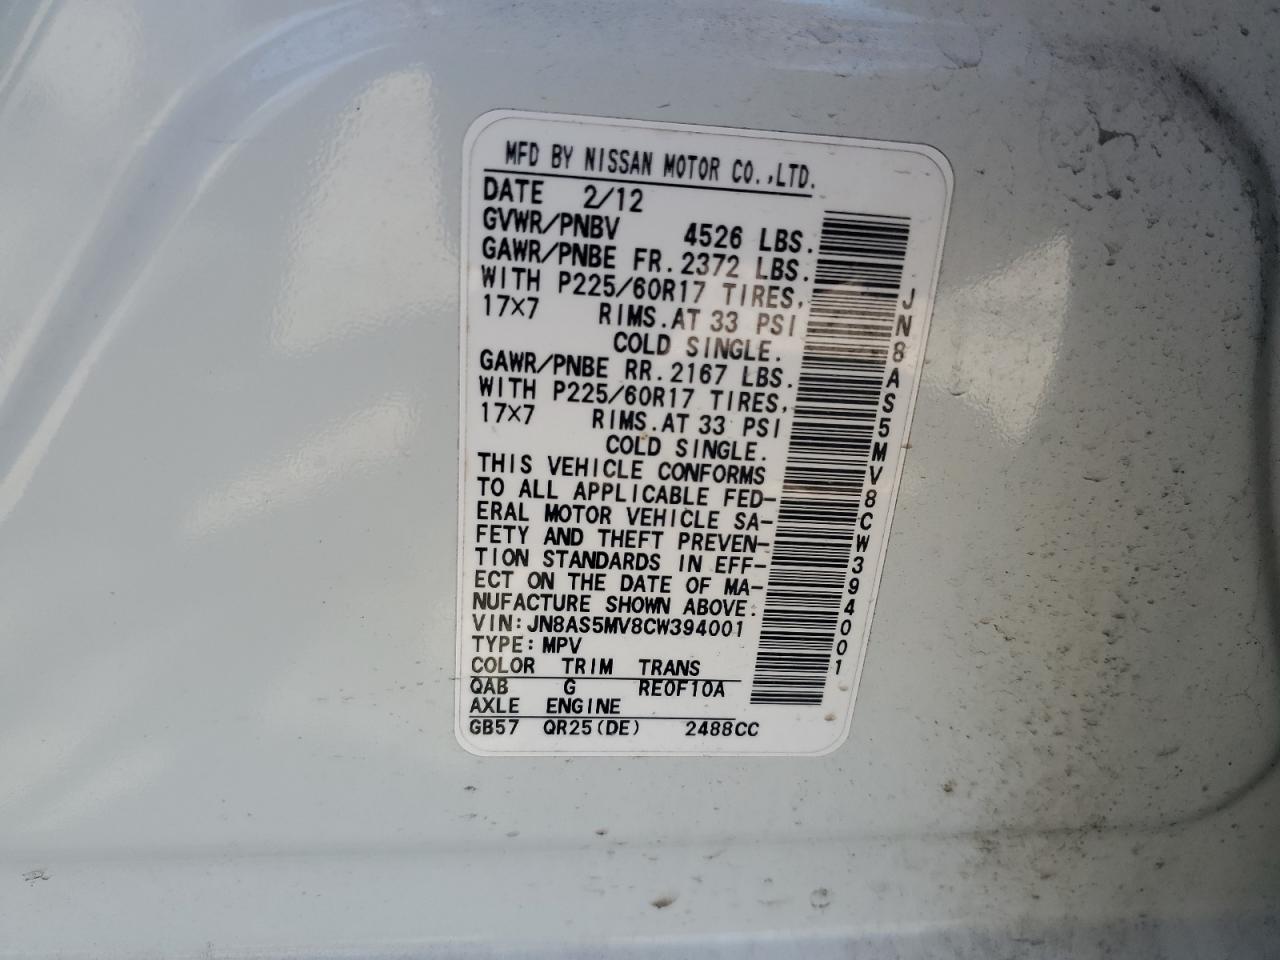 MFD BY NISSAN MOTOR CO.,LTD.
DATE 2/12
GVWR/PNBV 4526 LBS.
GAWR/PNBE FR.2372 LBS.
WITH P225/60R17 TIRES,
17×7 RIMS.AT 33 PSI
COLD SINGLE.
GAWR/PNBE RR.2167 LBS.
WITH P225/60R17 TIRES,
17×7 RIMS.AT 33 PSI
COLD SINGLE.
THIS VEHICLE CONFORMS
TO ALL APPLICABLE FED-
ERAL MOTOR VEHICLE SA-
FETY AND THEFT PREVEN-
TION STANDARDS IN EFF-
ECT ON THE DATE OF MA-
NUFACTURE SHOWN ABOVE:
VIN:JN8AS5MV8CW394001
TYPE:MPV
COLOR TRIM TRANS
QAB G RE0F10A
AXLE ENGINE
GB57 QR25(DE) 2488CC
JN8AS5MV8CW394001